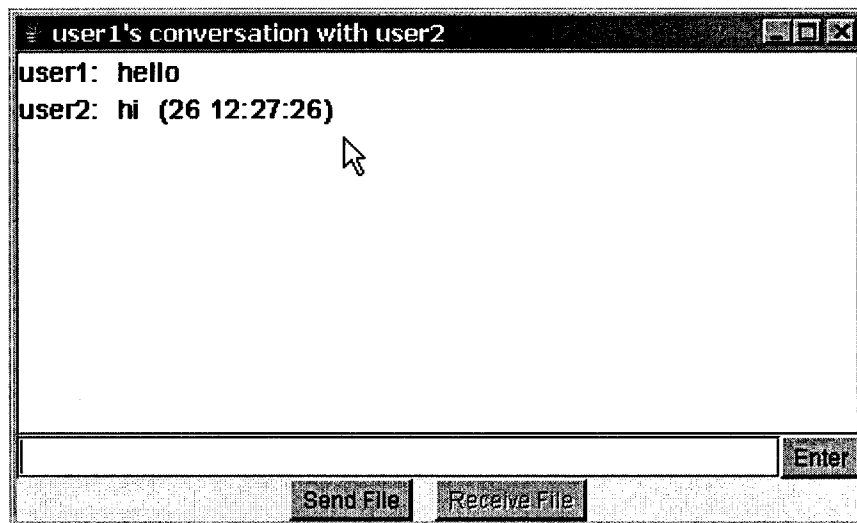 user1's conversation with user2
user1: hello
user2: hi (26 12:27:26)
Enter
Send File Receive File